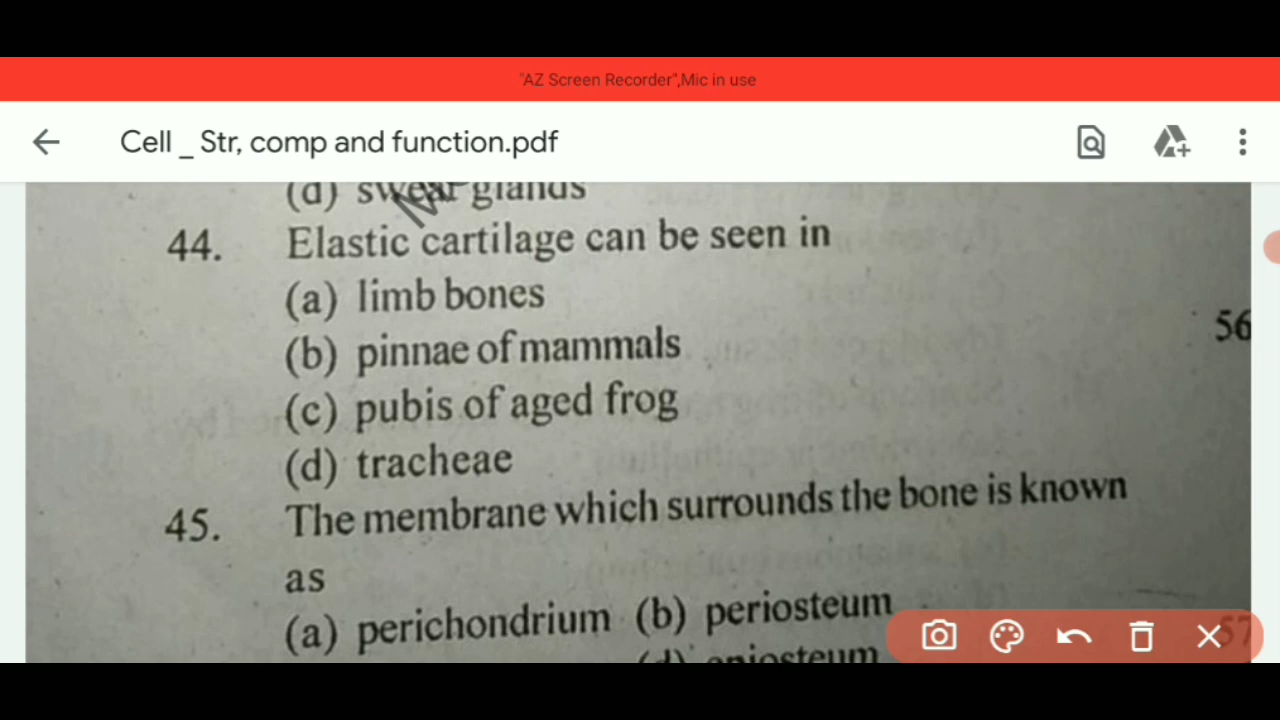 "AZ Screen Recorder",Mic in use
Cell _ Str, comp and function.pdf
glands
44. Elastic cartilage can be seen in
(a) limb bones
(b) pinnae of mammals
56
(c) pubis of aged frog
(d) tracheae
45. The membrane which surrounds the bone is known
as
(a) perichondrium (b) periosteum
57